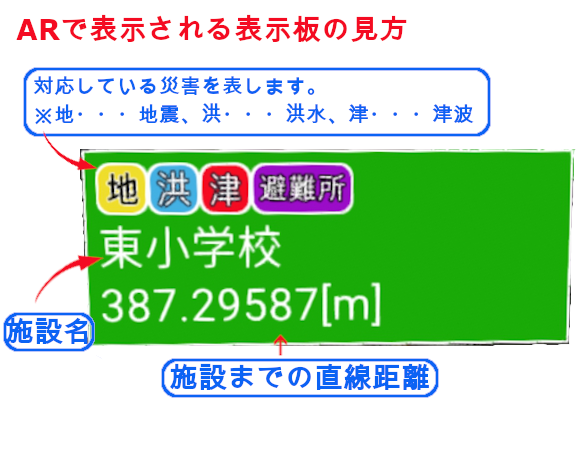 ARで表示される表示板の見方
対応している災害を表します。
※地・・・地震、洪・・・洪水、津・・・津波
地 洪 津 避難所
東小学校
387.29587[m]
施設名
施設までの直線距離